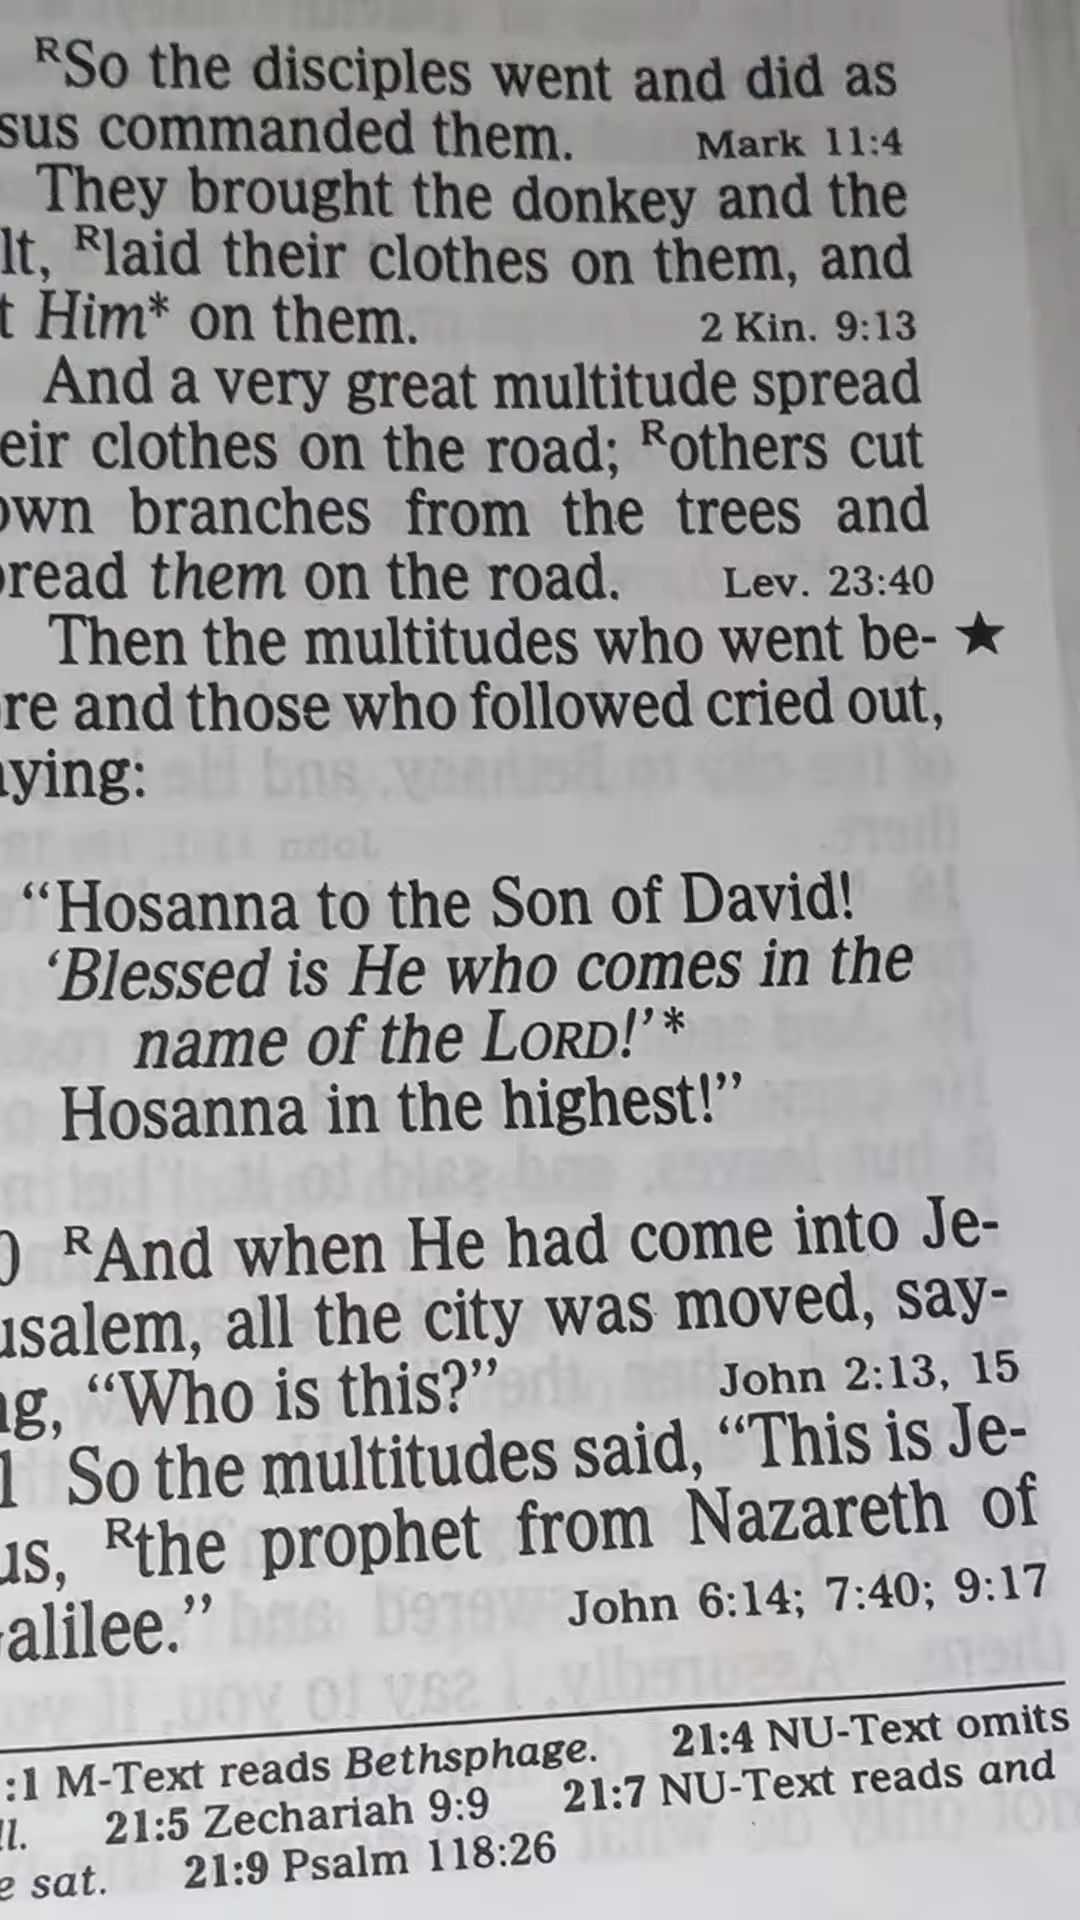 RSo the disciples went and did as
sus commanded them. Mark 11:4
They brought the donkey and the
lt, Rlaid their clothes on them, and
t Him* on them. 2 Kin. 9:13
And a very great multitude spread
eir clothes on the road; Rothers cut
own branches from the trees and
pread them on the road. Lev. 23:40
Then the multitudes who went be- ★
re and those who followed cried out,
aying:
“Hosanna to the Son of David!
‘Blessed is He who comes in the
name of the LORD!’*
Hosanna in the highest!”
0 RAnd when He had come into Je-
usalem, all the city was moved, say-
ng, “Who is this?” John 2:13, 15
1 So the multitudes said, “This is Je-
us, Rthe prophet from Nazareth of
alilee.” John 6:14; 7:40; 9:17
:1 M-Text reads Bethsphage. 21:4 NU-Text omits
ll. 21:5 Zechariah 9:9 21:7 NU-Text reads and
e sat. 21:9 Psalm 118:26